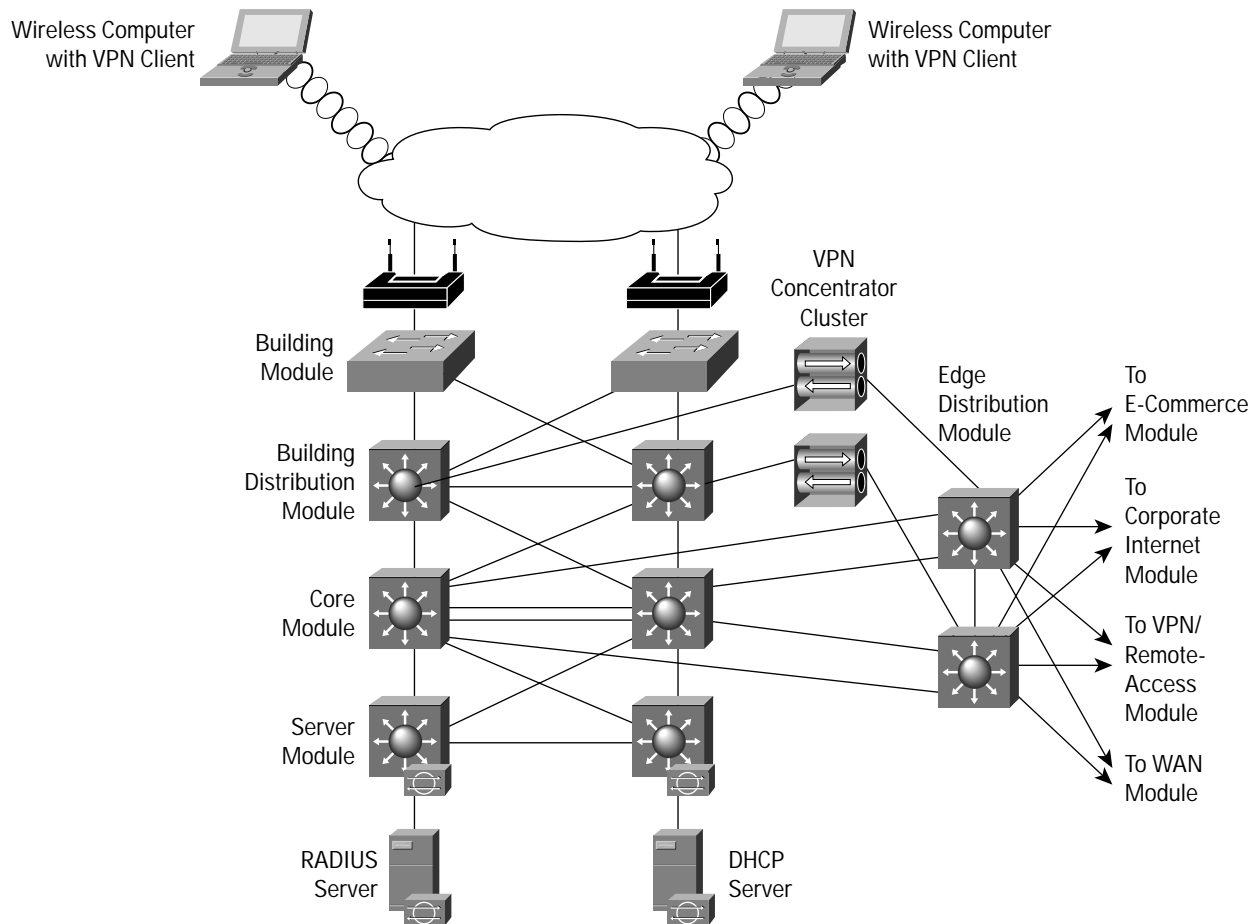 Wireless Computer
with VPN Client
Wireless Computer
with VPN Client
VPN
Concentrator
Cluster
Building
Module
Edge
Distribution
Module
To
E-Commerce
Module
Building
Distribution
Module
To
Corporate
Internet
Module
Core
Module
To VPN/
Remote-
Access
Module
Server
Module
To WAN
Module
RADIUS
Server
DHCP
Server